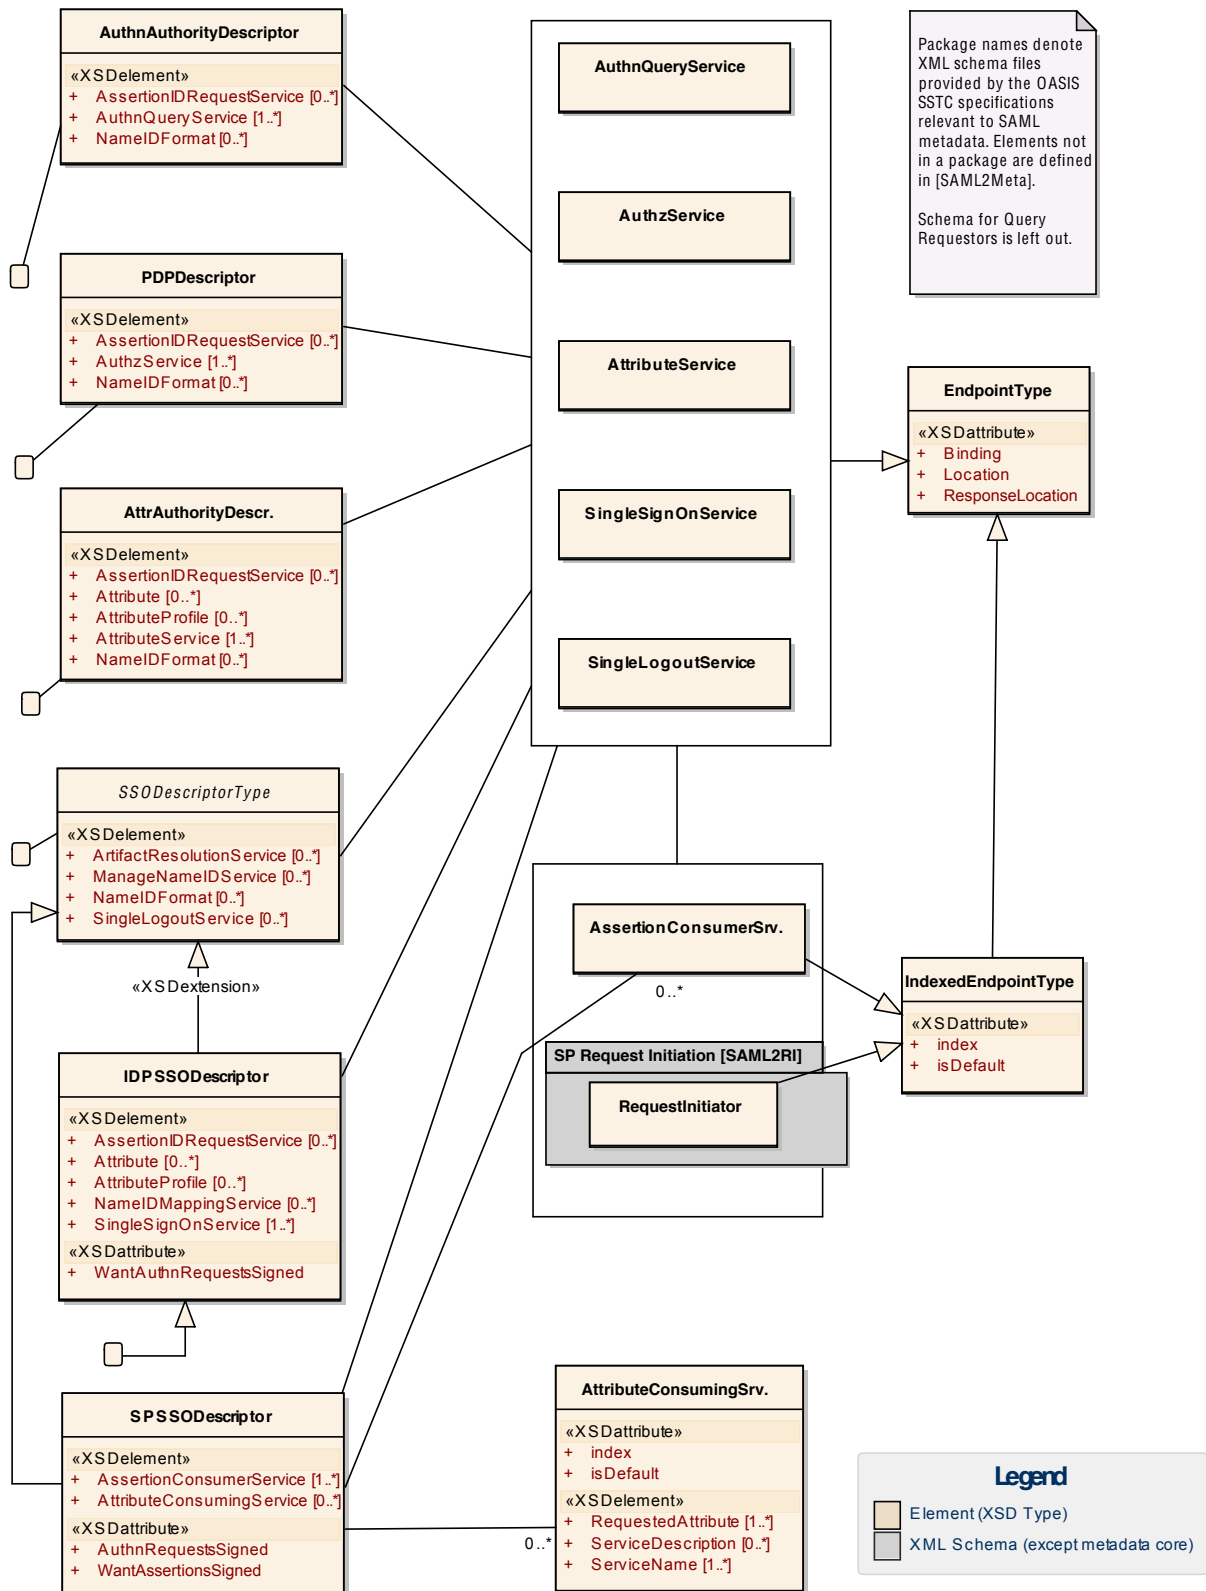 AuthnAuthorityDescriptor
«XSDelement»
+ AssertionIDRequestService [0..*]
+ AuthnQueryService [1..*]
+ NameIDFormat [0..*]
PDPDescriptor
«XSDelement»
+ AssertionIDRequestService [0..*]
+ AuthzService [1..*]
+ NameIDFormat [0..*]
AttrAuthorityDescr.
«XSDelement»
+ AssertionIDRequestService [0..*]
+ Attribute [0..*]
+ AttributeProfile [0..*]
+ AttributeService [1..*]
+ NameIDFormat [0..*]
SSODescriptorType
«XSDelement»
+ ArtifactResolutionService [0..*]
+ ManageNameIDService [0..*]
+ NameIDFormat [0..*]
+ SingleLogoutService [0..*]
«XSDextension»
IDPSSODescriptor
«XSDelement»
+ AssertionIDRequestService [0..*]
+ Attribute [0..*]
+ AttributeProfile [0..*]
+ NameIDMappingService [0..*]
+ SingleSignOnService [1..*]
«XSDattribute»
+ WantAuthnRequestsSigned
SPSSODescriptor
«XSDelement»
+ AssertionConsumerService [1..*]
+ AttributeConsumingService [0..*]
«XSDattribute»
+ AuthnRequestsSigned
+ WantAssertionsSigned
AuthnQueryService
AuthzService
AttributeService
SingleSignOnService
SingleLogoutService
AssertionConsumerSrv.
0..*
SP Request Initiation [SAML2RI]
RequestInitiator
AttributeConsumingSrv.
«XSDattribute»
+ index
+ isDefault
«XSDelement»
+ RequestedAttribute [1..*]
+ ServiceDescription [0..*]
+ ServiceName [1..*]
0..*
Package names denote
XML schema files
provided by the OASIS
SSTC specifications
relevant to SAML
metadata. Elements not
in a package are defined
in [SAML2Meta].
Schema for Query
Requestors is left out.
EndpointType
«XSDattribute»
+ Binding
+ Location
+ ResponseLocation
IndexedEndpointType
«XSDattribute»
+ index
+ isDefault
Legend
Element (XSD Type)
XML Schema (except metadata core)